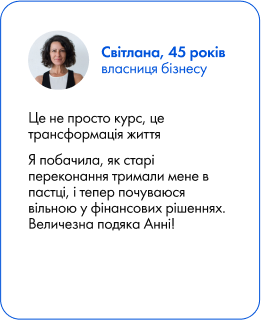 Світлана, 45 років
власниця бізнесу
Це не просто курс, це
трансформація життя
Я побачила, як старі
переконання тримали мене в
пастці, і тепер почуваюся
вільною у фінансових рішеннях.
Величезна подяка Анні!